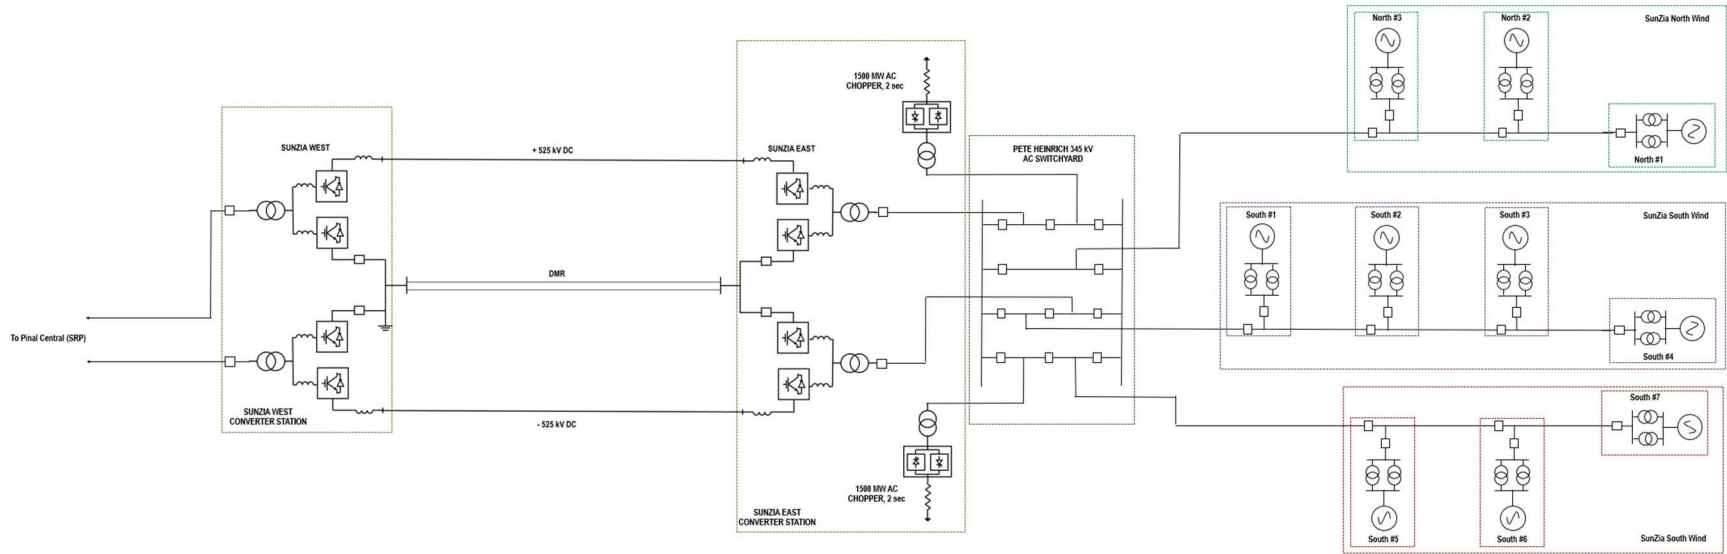 North #3
North #2
SunZia North Wind
North #1
1500 MW AC
CHOPPER, 2 sec
SUNZIA WEST
+ 525 kV DC
SUNZIA EAST
PETE HEINRICH 345 kV
AC SWITCHYARD
South #1
South #2
South #3
SunZia South Wind
South #4
DMR
To Pinal Central (SRP)
SUNZIA WEST
CONVERTER STATION
- 525 kV DC
1500 MW AC
CHOPPER, 2 sec
SUNZIA EAST
CONVERTER STATION
South #7
South #5
South #6
SunZia South Wind